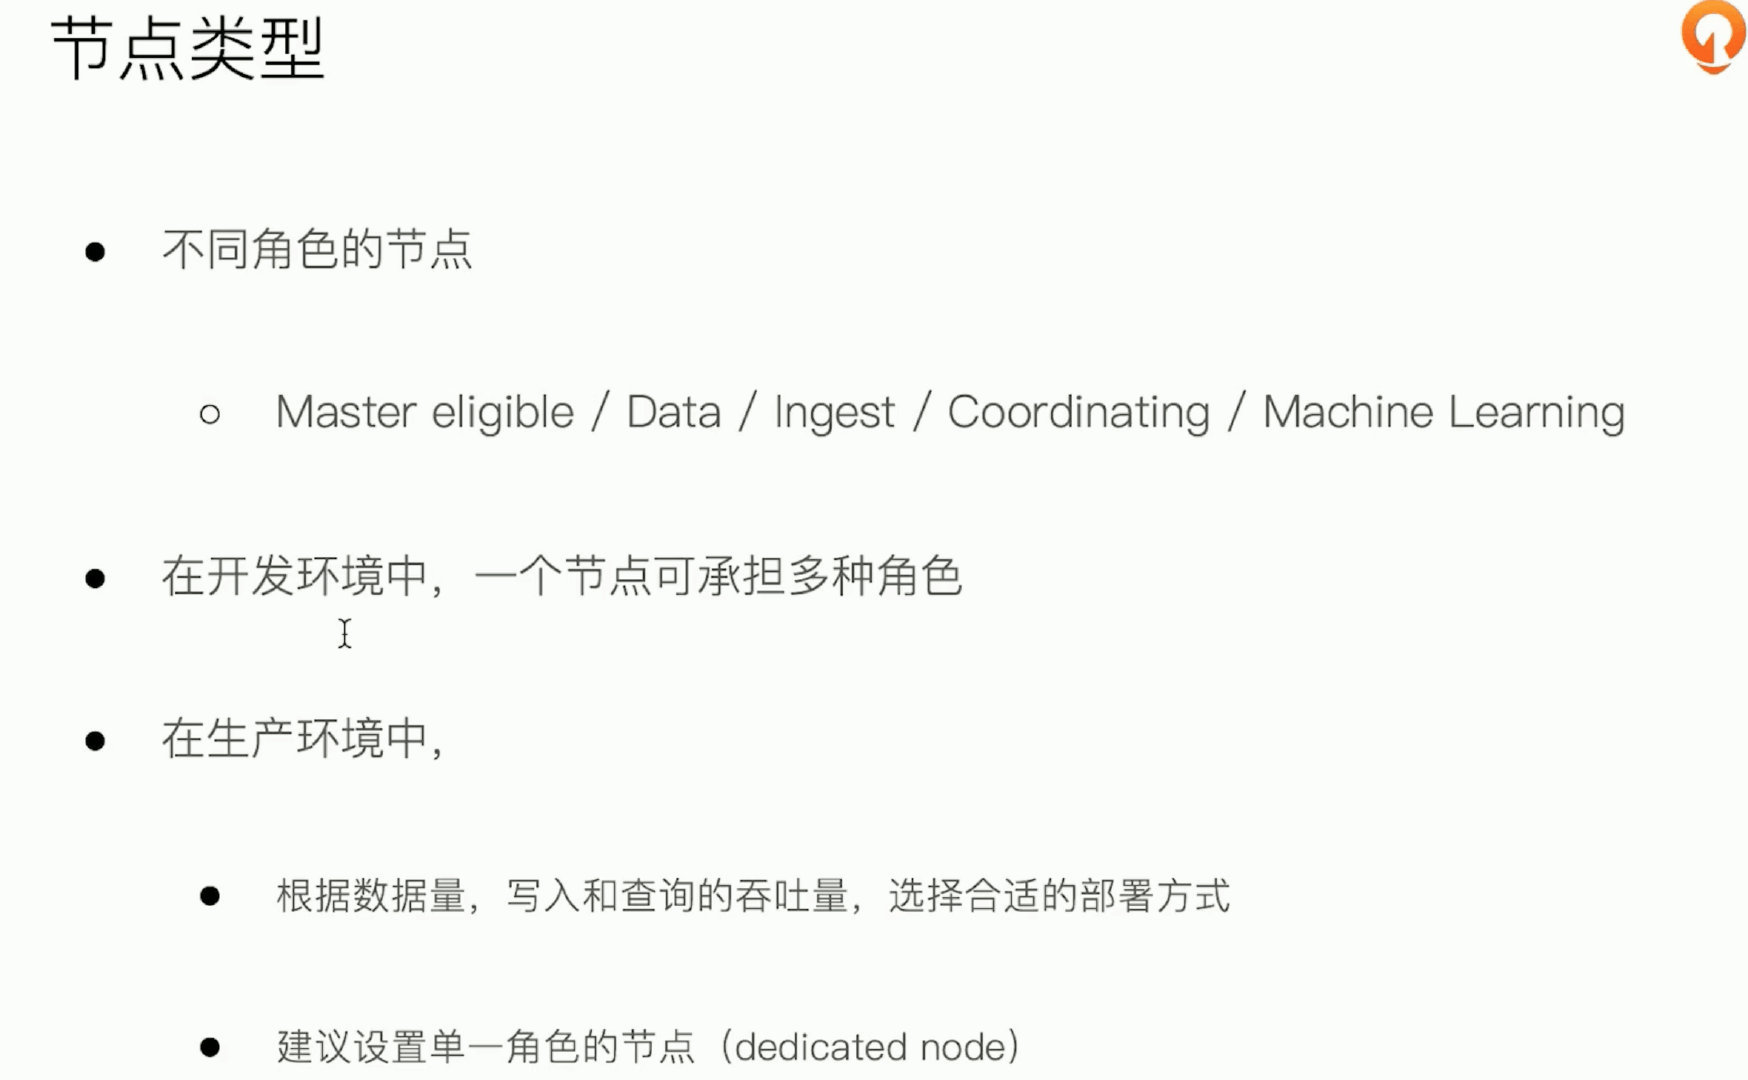 节点类型
不同角色的节点
Master eligible / Data / Ingest / Coordinating / Machine Learning
在开发环境中，一个节点可承担多种角色
在生产环境中，
根据数据量，写入和查询的吞吐量，选择合适的部署方式
建议设置单一角色的节点（dedicated node）